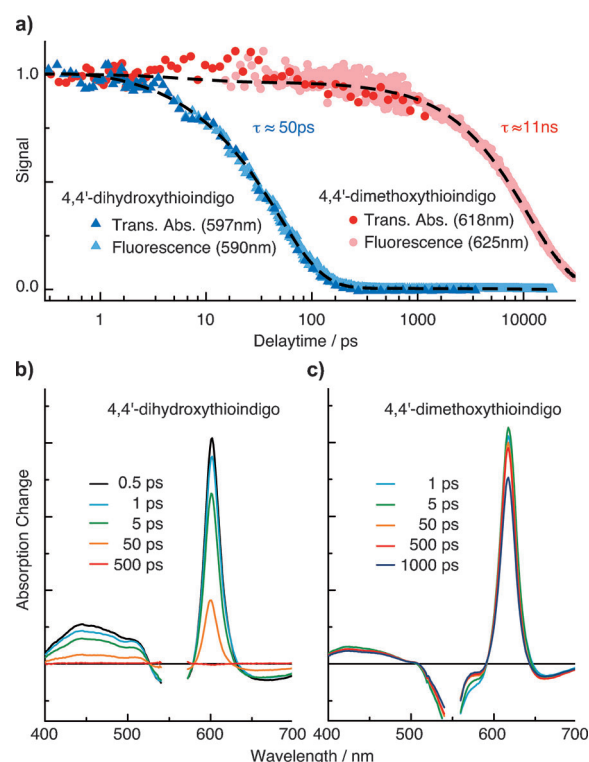 a)
1.0
0.0
Signal
τ ≈ 50ps
τ ≈ 11ns
4,4'-dihydroxythioindigo
Trans. Abs. (597nm)
Fluorescence (590nm)
4,4'-dimethoxythioindigo
Trans. Abs. (618nm)
Fluorescence (625nm)
1 10 100 1000 10000
Delaytime / ps
b)
4,4'-dihydroxythioindigo
0.5 ps
1 ps
5 ps
50 ps
500 ps
Absorption Change
400 500 600 700
c)
4,4'-dimethoxythioindigo
1 ps
5 ps
50 ps
500 ps
1000 ps
400 500 600 700
Wavelength / nm